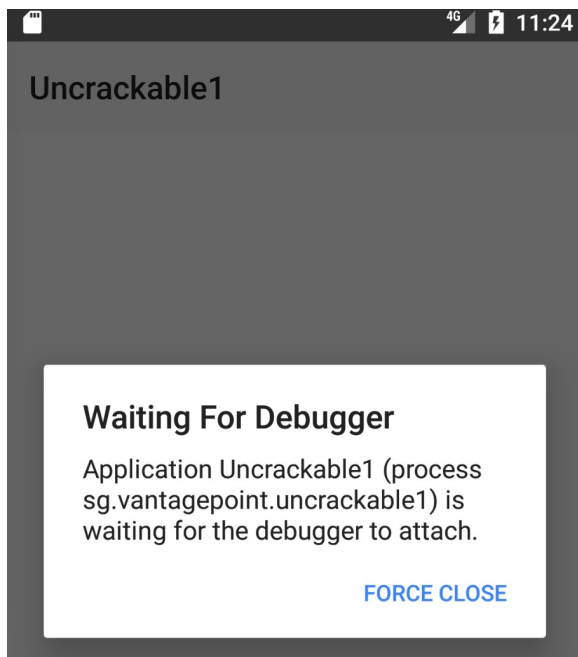 4G 11:24
Uncrackable1
Waiting For Debugger
Application Uncrackable1 (process
sg.vantagepoint.uncrackable1) is
waiting for the debugger to attach.
FORCE CLOSE